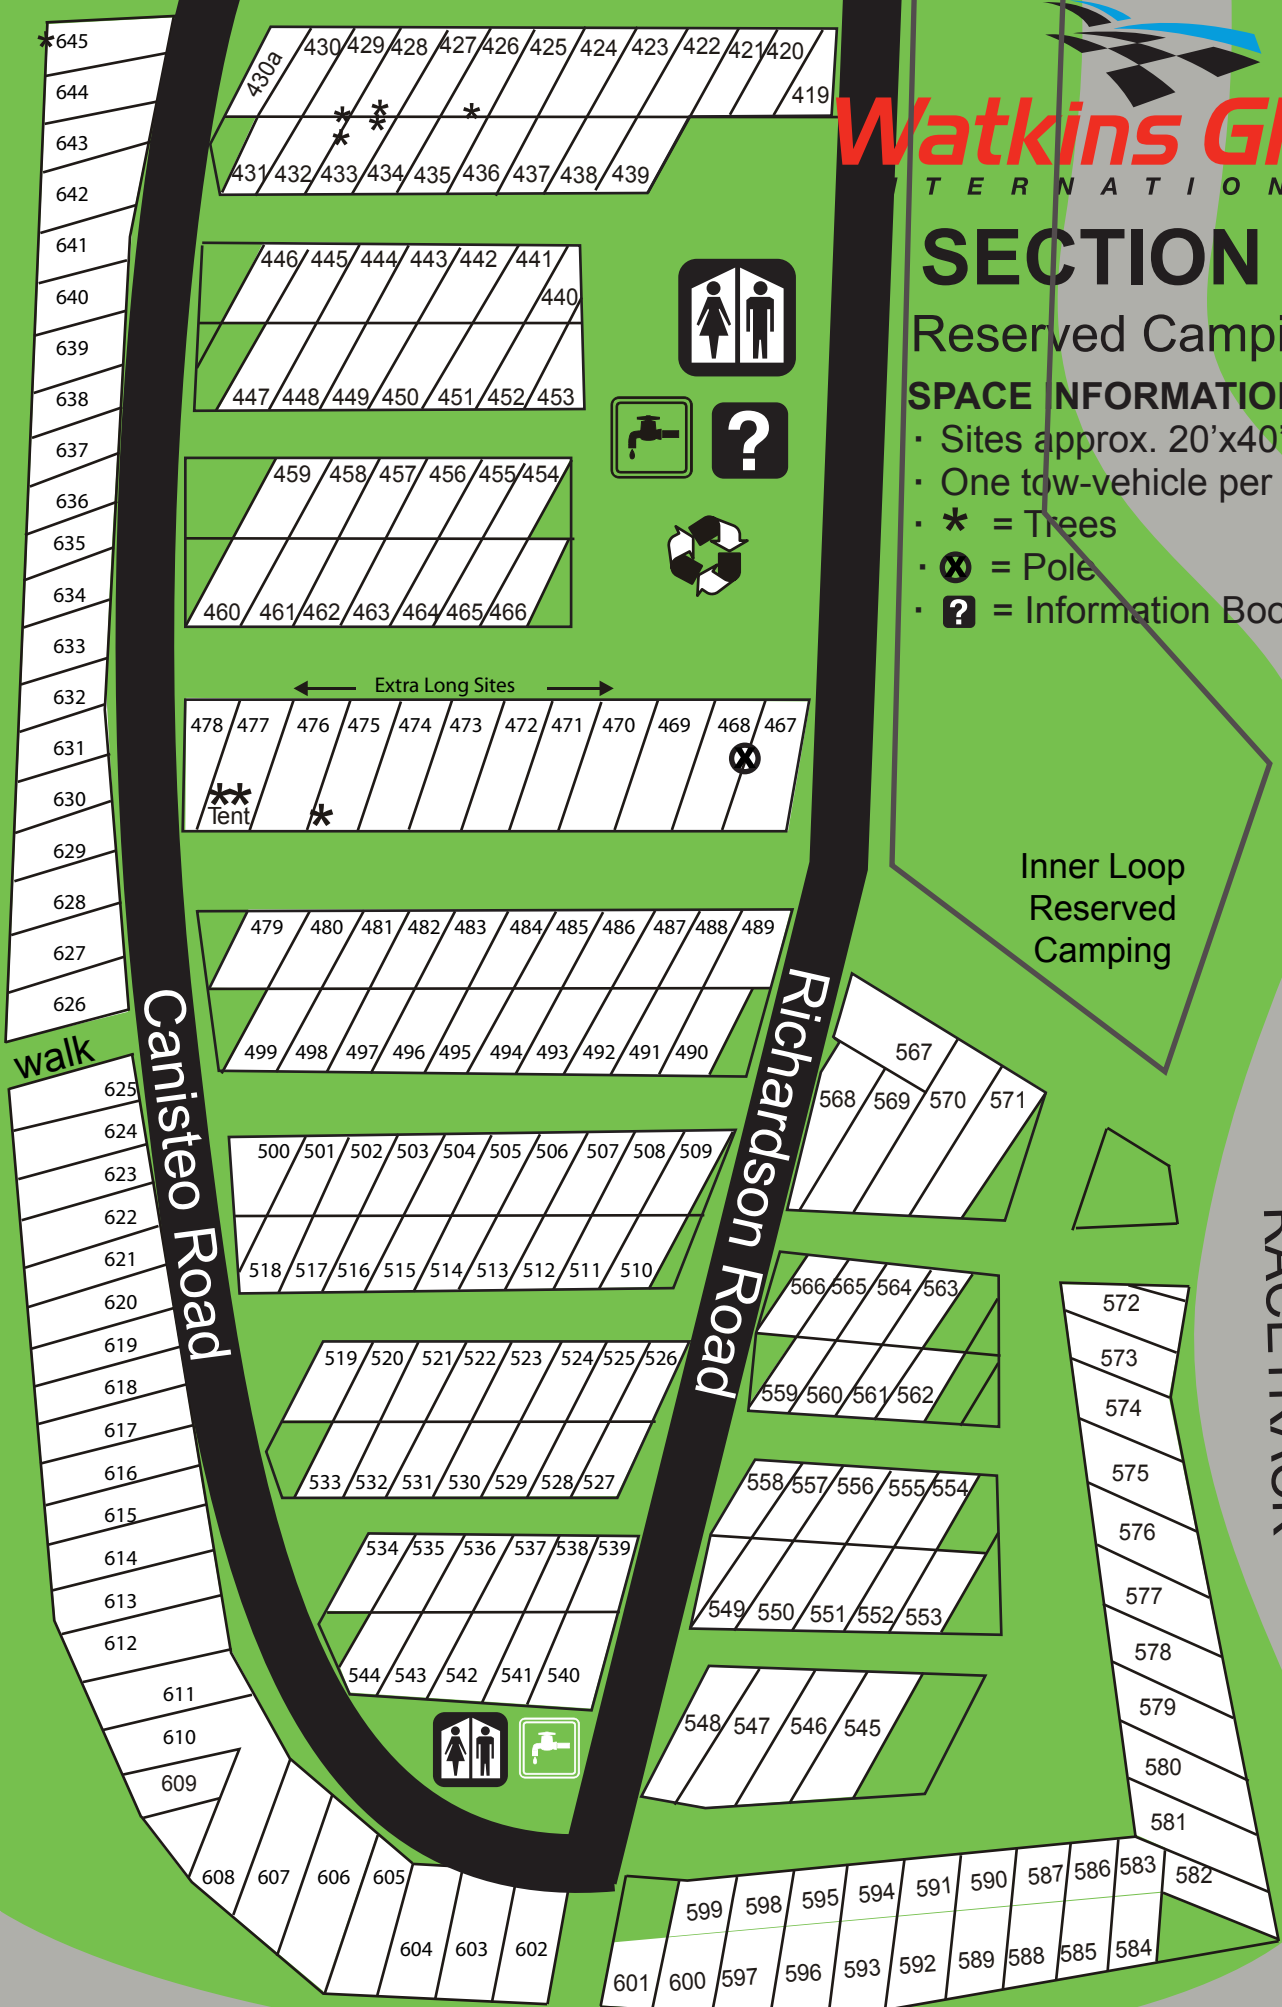 Watkins Gl
TERNATION
SECTION
Reserved Campi
SPACE INFORMATION
· Sites approx. 20'x40'
· One tow-vehicle per
· * = Trees
· X = Pole
· ? = Information Boo
645
644
643
642
641
640
639
638
637
636
635
634
633
632
631
630
629
628
627
626
walk
625
624
623
622
621
620
619
618
617
616
615
614
613
612
611
610
609
608 607 606 605
604 603 602
Canisteo Road
430a 430 429 428 427 426 425 424 423 422 421 420
419
431 432 433 434 435 436 437 438 439
446 445 444 443 442 441
440
447 448 449 450 451 452 453
?
459 458 457 456 455 454
460 461 462 463 464 465 466
Extra Long Sites
478 477 476 475 474 473 472 471 470 469 468 467
X
Tent
479 480 481 482 483 484 485 486 487 488 489
499 498 497 496 495 494 493 492 491 490
500 501 502 503 504 505 506 507 508 509
518 517 516 515 514 513 512 511 510
519 520 521 522 523 524 525 526
533 532 531 530 529 528 527
534 535 536 537 538 539
544 543 542 541 540
Richardson Road
Inner Loop
Reserved
Camping
567
568 569 570 571
566 565 564 563
559 560 561 562
558 557 556 555 554
549 550 551 552 553
548 547 546 545
RACETRACK
572
573
574
575
576
577
578
579
580
581
582
599 598 595 594 591 590 587 586 583
601 600 597 596 593 592 589 588 585 584